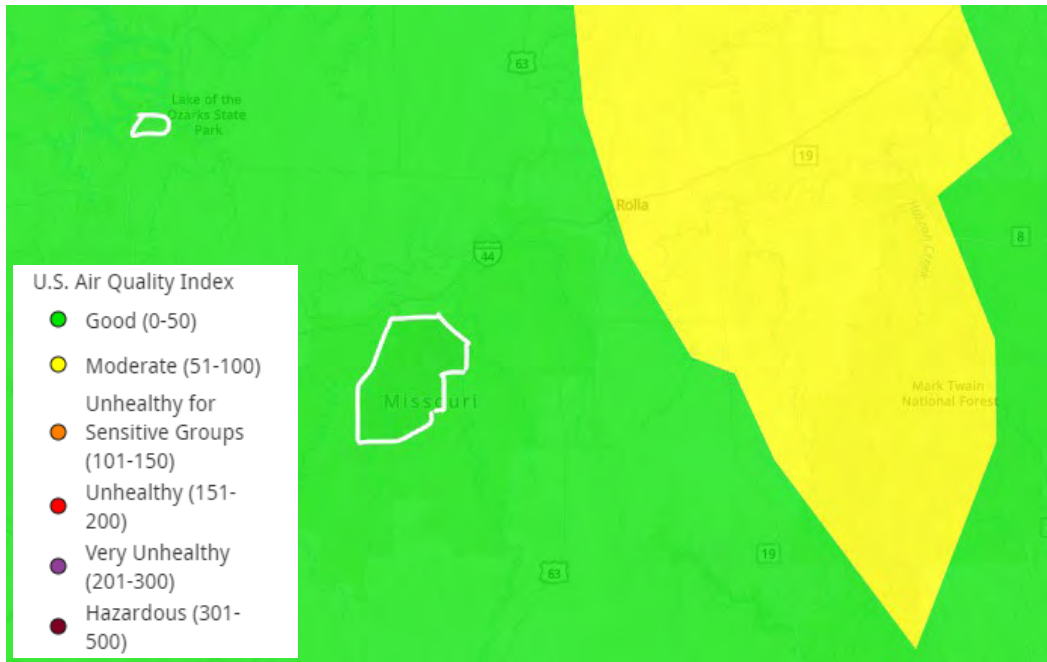 63
Lake of the
Ozarks State
Park
19
Rolla
Huzzah Creek
8
44
U.S. Air Quality Index
Good (0-50)
Moderate (51-100)
Unhealthy for
Sensitive Groups
(101-150)
Unhealthy (151-
200)
Very Unhealthy
(201-300)
Hazardous (301-
500)
Missouri
Mark Twain
National Forest
19
63